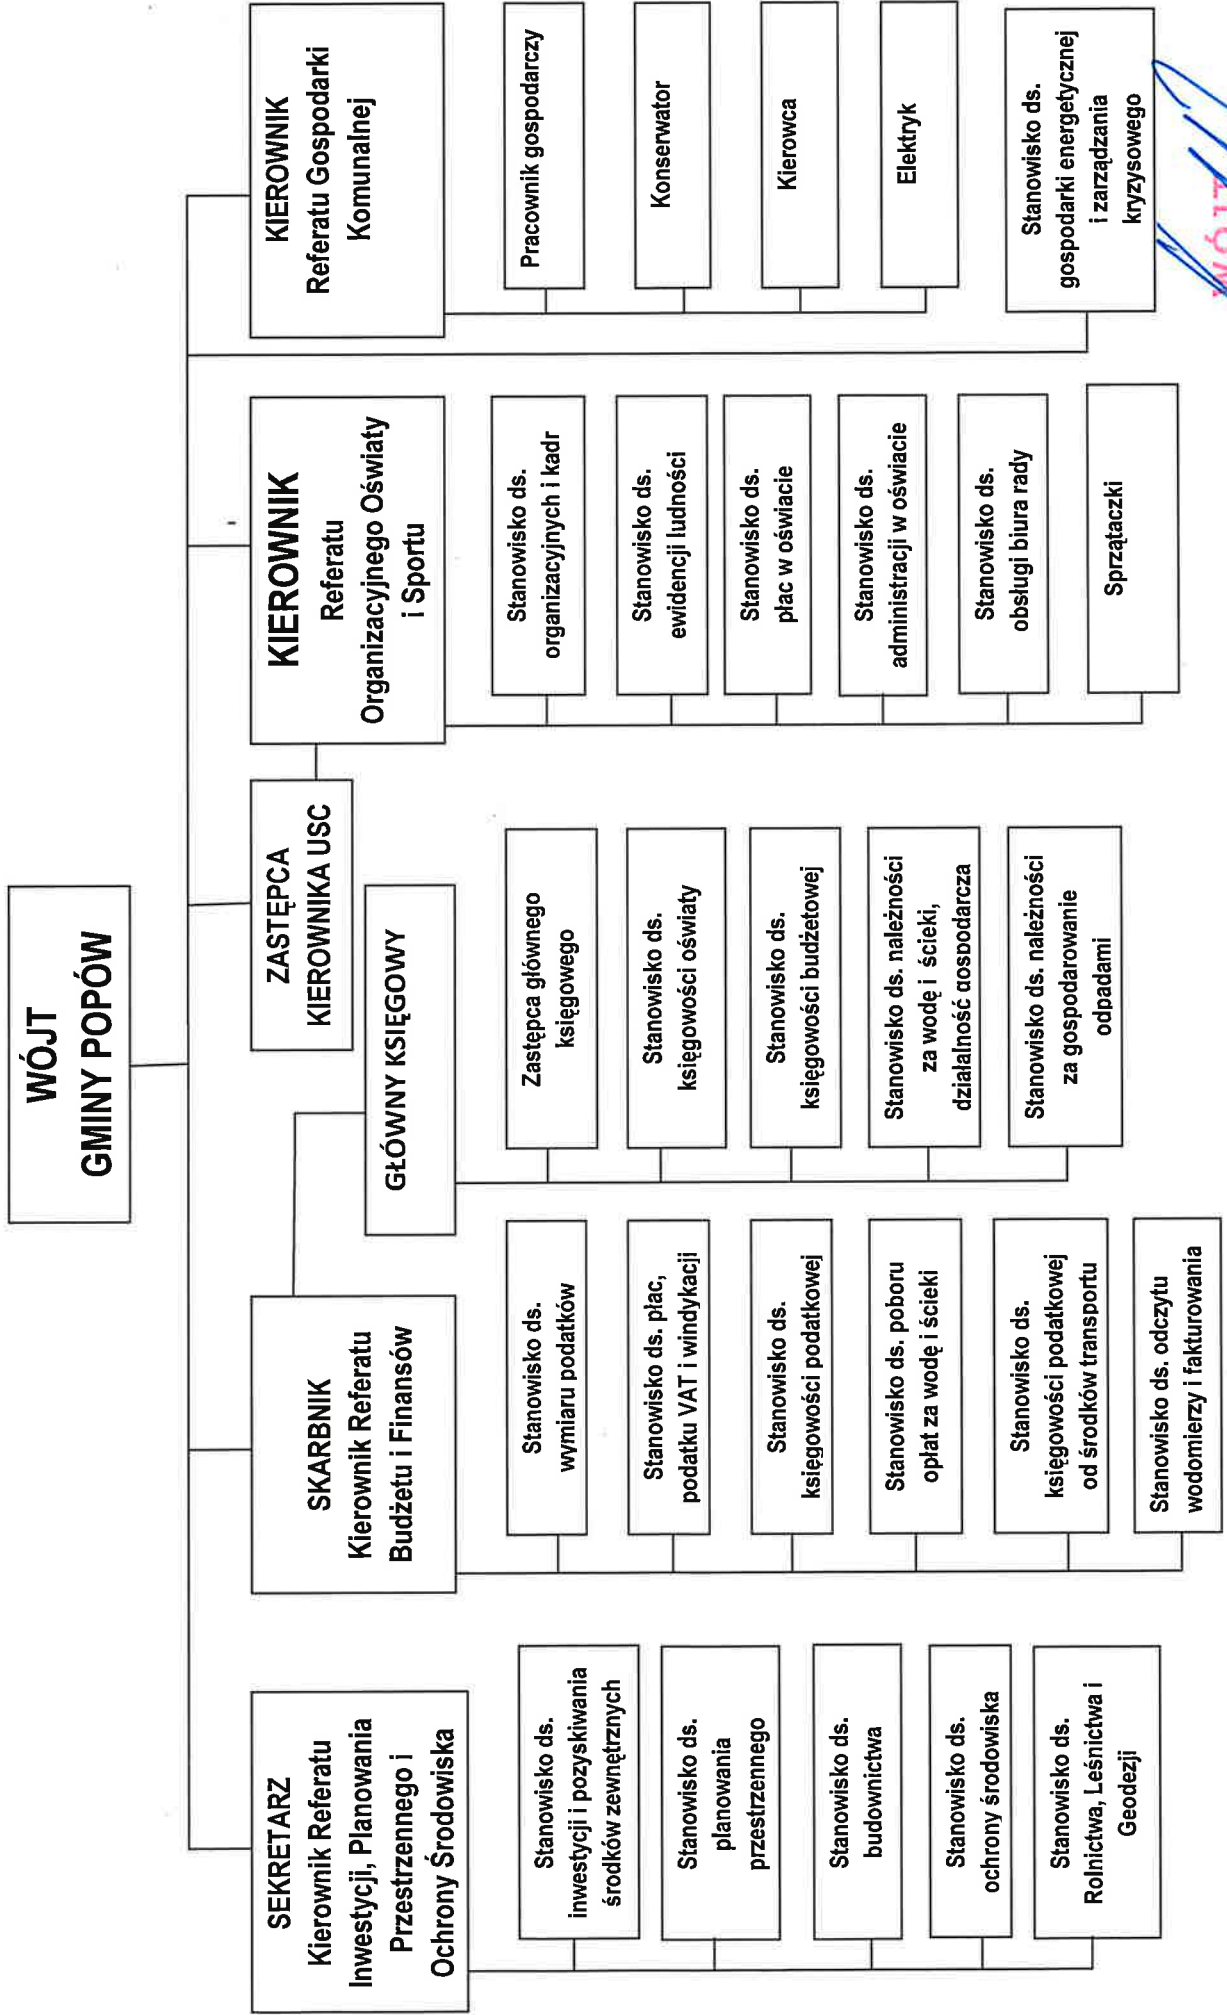 WÓJT
GMINY POPÓW
SEKRETARZ
Kierownik Referatu
Inwestycji, Planowania
Przestrzennego i
Ochrony Środowiska
Stanowisko ds.
inwestycji i pozyskiwania
środków zewnętrznych
Stanowisko ds.
planowania
przestrzennego
Stanowisko ds.
budownictwa
Stanowisko ds.
ochrony środowiska
Stanowisko ds.
Rolnictwa, Leśnictwa i
Geodezji
SKARBNIK
Kierownik Referatu
Budżetu i Finansów
Stanowisko ds.
wymiaru podatków
Stanowisko ds. płac,
podatku VAT i windykacji
Stanowisko ds.
księgowości podatkowej
Stanowisko ds. poboru
opłat za wodę i ścieki
Stanowisko ds.
księgowości podatkowej
od środków transportu
Stanowisko ds. odczytu
wodomierzy i fakturowania
GŁÓWNY KSIĘGOWY
Zastępca głównego
księgowego
Stanowisko ds.
księgowości oświaty
Stanowisko ds.
księgowości budżetowej
Stanowisko ds. należności
za wodę i ścieki,
działalność gospodarcza
Stanowisko ds. należności
za gospodarowanie
odpadami
ZASTĘPCA
KIEROWNIKA USC
KIEROWNIK
Referatu
Organizacyjnego Oświaty
i Sportu
Stanowisko ds.
organizacyjnych i kadr
Stanowisko ds.
ewidencji ludności
Stanowisko ds.
płac w oświacie
Stanowisko ds.
administracji w oświacie
Stanowisko ds.
obsługi biura rady
Sprzątaczki
KIEROWNIK
Referatu Gospodarki
Komunalnej
Pracownik gospodarczy
Konserwator
Kierowca
Elektryk
Stanowisko ds.
gospodarki energetycznej
i zarządzania
kryzysowego